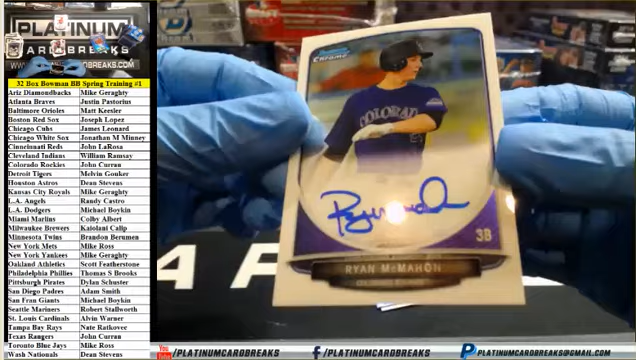 PLATINUM
CARDBREAKS
WWW.PLATINUMCARDBREAKS.COM
32 Box Bowman BB Spring Training #1
Ariz Diamondbacks Mike Geraghty
Atlanta Braves Justin Pastorius
Baltimore Orioles Matt Keesler
Boston Red Sox Joseph Lopez
Chicago Cubs James Leonard
Chicago White Sox Jonathan M Minney
Cincinnati Reds John LaRosa
Cleveland Indians William Ramsay
Colorado Rockies John Curran
Detroit Tigers Melvin Gouker
Houston Astros Dean Stevens
Kansas City Royals Mike Geraghty
L.A. Angels Randy Castro
L.A. Dodgers Michael Boykin
Miami Marlins Colby Albert
Milwaukee Brewers Kaiolani Calip
Minnesota Twins Brandon Berumen
New York Mets Mike Ross
New York Yankees Mike Geraghty
Oakland Athletics Scott Featherstone
Philadelphia Phillies Thomas S Brooks
Pittsburg Pirates Dylan Schuster
San Diego Padres Adam Smith
San Fran Giants Michael Boykin
Seattle Mariners Robert Stallworth
St. Louis Cardinals Alvin Warner
Tampa Bay Rays Nate Ratkovec
Texas Rangers John Curran
Toronto Blue Jays Mike Ross
Wash Nationals Dean Stevens
Bowman
Chrome
COLORADO
3B
RYAN McMAHON
You Tube /PLATINUMCARDBREAKS f/PLATINUMCARDBREAKS P PLATINUMCARDBREAKS@GMAIL.COM